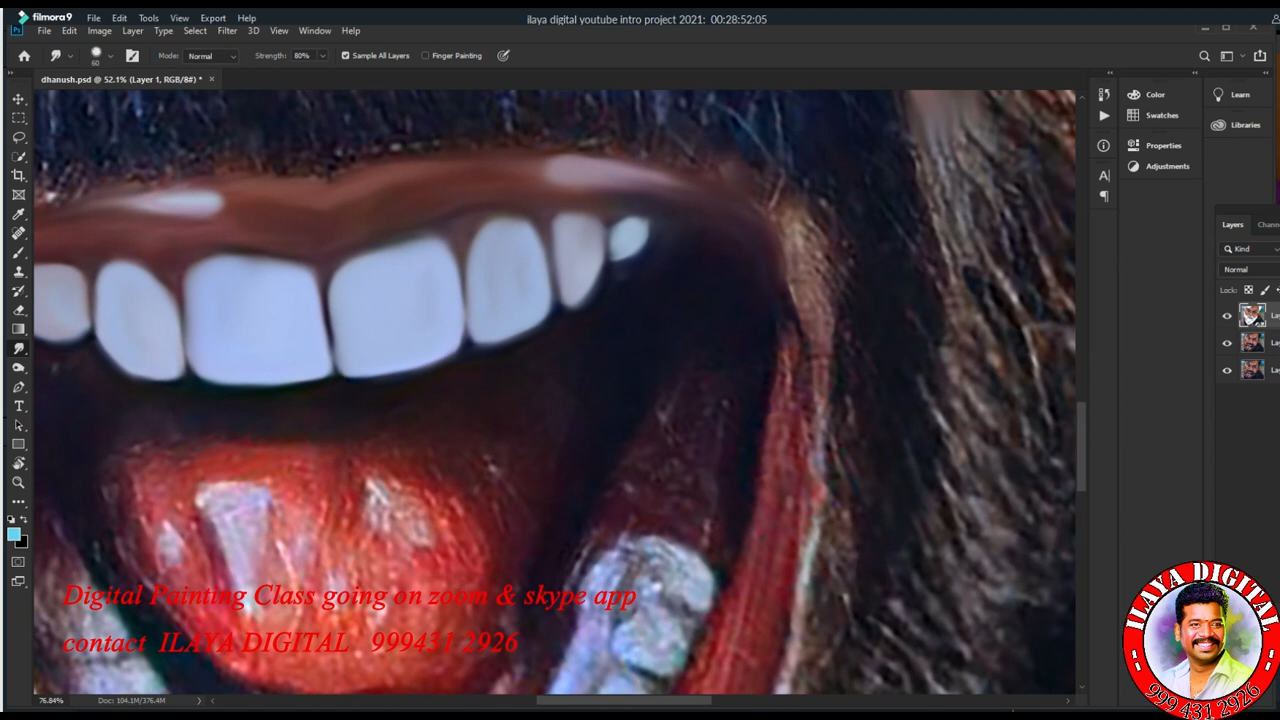 filmora9 File Edit Tools View Export Help
ilaya digital youtube intro project 2021: 00:28:52:05
Ps File Edit Image Layer Type Select Filter 3D View Window Help
60 Mode: Normal Strength: 80% Sample All Layers Finger Painting
dhanush.psd @ 52.1% (Layer 1, RGB/8#) * ×
Color
Swatches
Properties
Adjustments
Learn
Libraries
Layers
Kind
Normal
Lock:
Digital Painting Class going on zoom & skype app
contact ILAYA DIGITAL 999431 2926
76.84% Doc: 104.1M/376.4M
ILAYA DIGITAL
999 431 2926